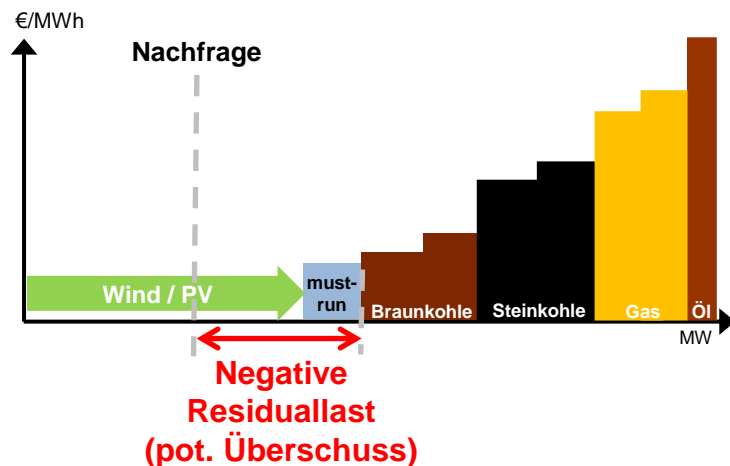 €/MWh
Nachfrage
Wind / PV
must-
run
Braunkohle
Steinkohle
Gas
Öl
MW
Negative
Residuallast
(pot. Überschuss)